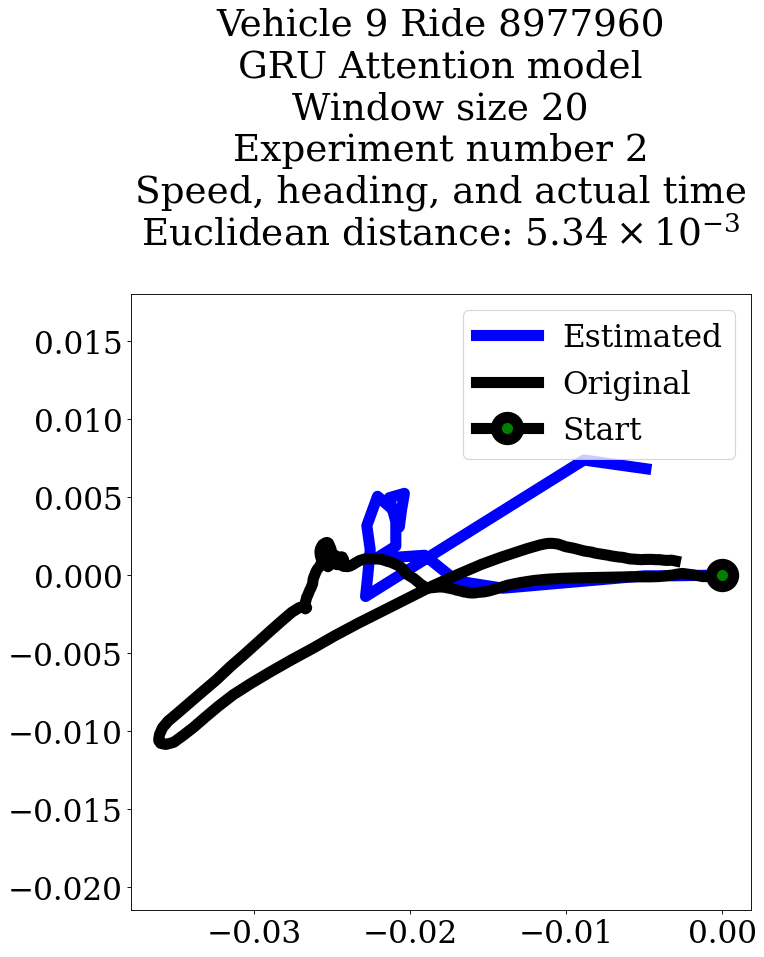 Vehicle 9 Ride 8977960
GRU Attention model
Window size 20
Experiment number 2
Speed, heading, and actual time
Euclidean distance: 5.34 × 10⁻³
Estimated
Original
Start
0.015
0.010
0.005
0.000
−0.005
−0.010
−0.015
−0.020
−0.03 −0.02 −0.01 0.00